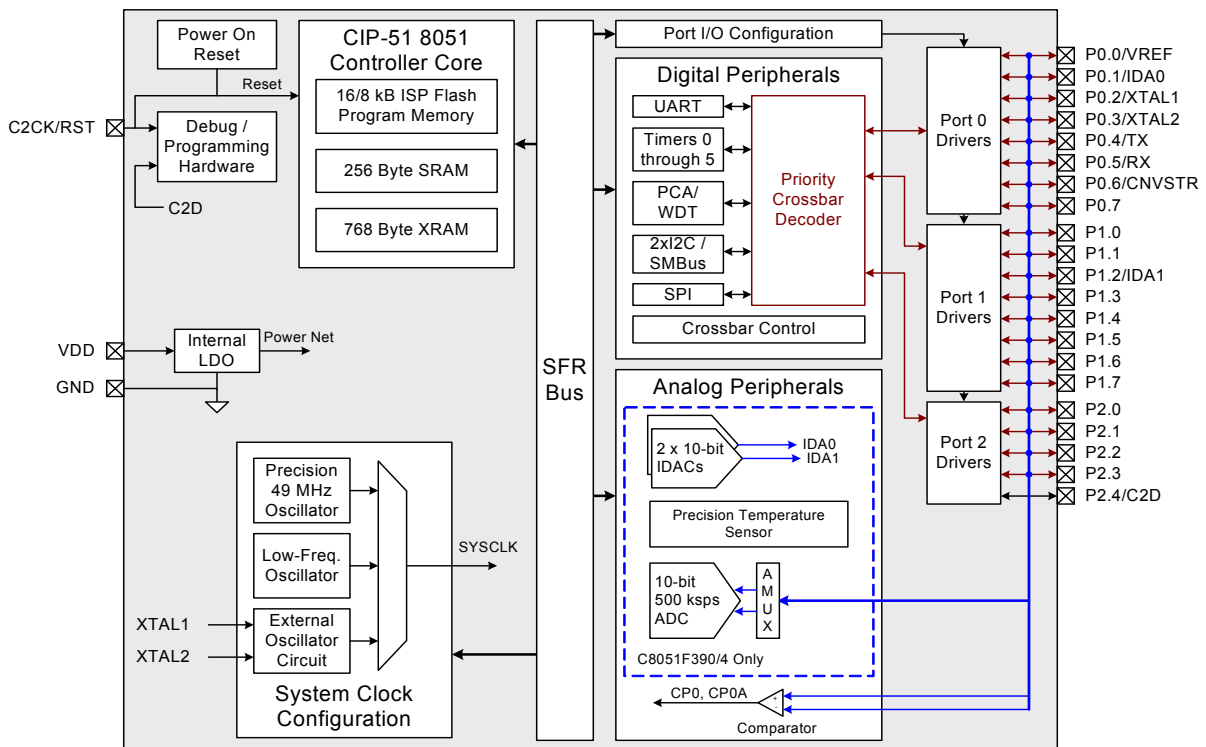 Power On
Reset
Reset
C2CK/RST
Debug /
Programming
Hardware
C2D
CIP-51 8051
Controller Core
16/8 kB ISP Flash
Program Memory
256 Byte SRAM
768 Byte XRAM
VDD
GND
Internal
LDO
Power Net
Precision
49 MHz
Oscillator
Low-Freq.
Oscillator
External
Oscillator
Circuit
XTAL1
XTAL2
SYSCLK
System Clock
Configuration
SFR
Bus
Port I/O Configuration
Digital Peripherals
UART
Timers 0
through 5
PCA/
WDT
2xI2C /
SMBus
SPI
Priority
Crossbar
Decoder
Crossbar Control
Analog Peripherals
2 x 10-bit
IDACs
IDA0
IDA1
Precision Temperature
Sensor
10-bit
500 ksps
ADC
A
M
U
X
C8051F390/4 Only
CP0, CP0A
+
-
Comparator
Port 0
Drivers
Port 1
Drivers
Port 2
Drivers
P0.0/VREF
P0.1/IDA0
P0.2/XTAL1
P0.3/XTAL2
P0.4/TX
P0.5/RX
P0.6/CNVSTR
P0.7
P1.0
P1.1
P1.2/IDA1
P1.3
P1.4
P1.5
P1.6
P1.7
P2.0
P2.1
P2.2
P2.3
P2.4/C2D